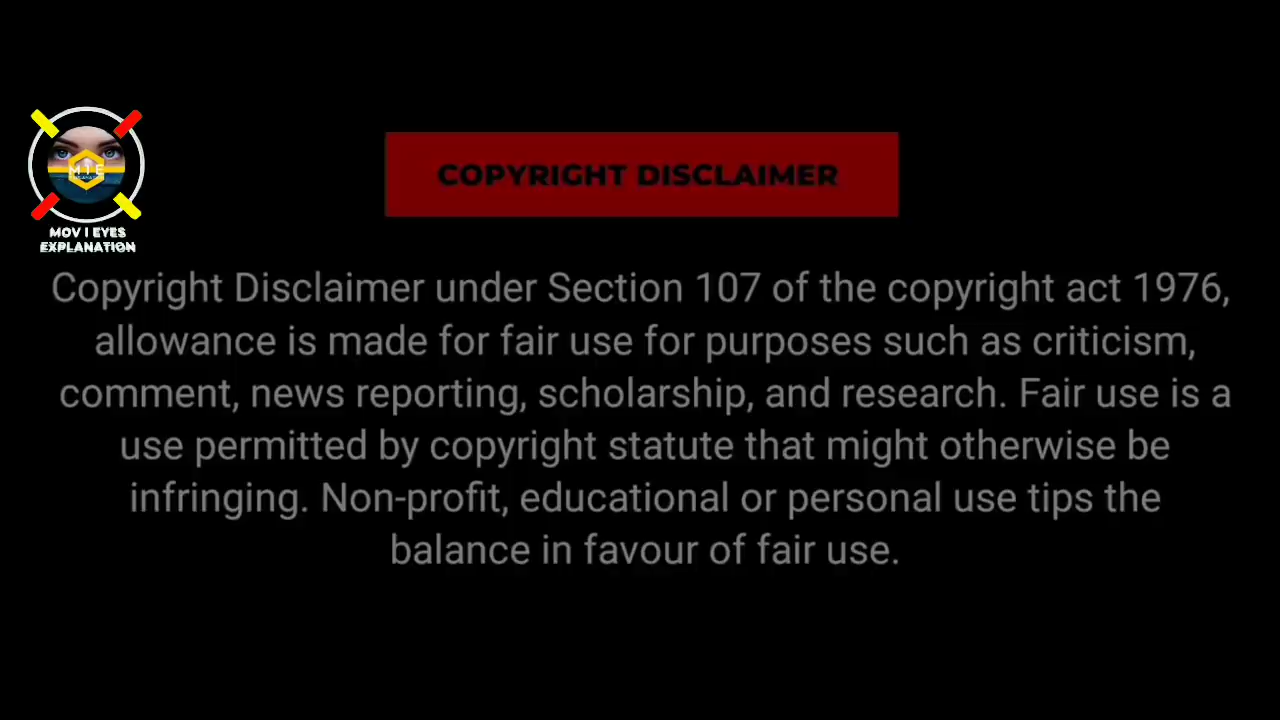 COPYRIGHT DISCLAIMER
MIE
MOV I EYES
EXPLANATION
Copyright Disclaimer under Section 107 of the copyright act 1976,
allowance is made for fair use for purposes such as criticism,
comment, news reporting, scholarship, and research. Fair use is a
use permitted by copyright statute that might otherwise be
infringing. Non-profit, educational or personal use tips the
balance in favour of fair use.